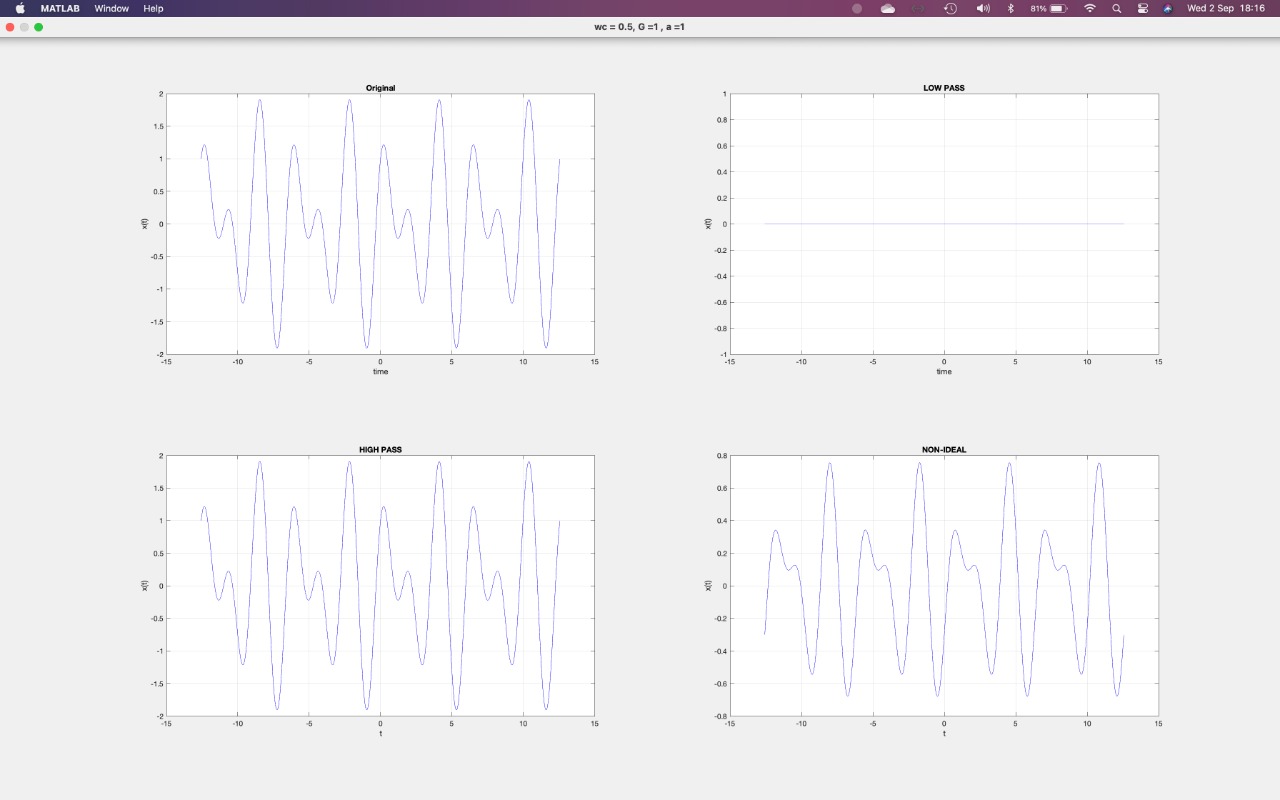 MATLAB Window Help 81% Wed 2 Sep 18:16
wc = 0.5, G =1 , a =1
Original
2
1.5
1
0.5
0
-0.5
-1
-1.5
-2
-15 -10 -5 0 5 10 15
x(t)
time
LOW PASS
1
0.8
0.6
0.4
0.2
0
-0.2
-0.4
-0.6
-0.8
-1
-15 -10 -5 0 5 10 15
x(t)
time
HIGH PASS
2
1.5
1
0.5
0
-0.5
-1
-1.5
-2
-15 -10 -5 0 5 10 15
x(t)
t
NON-IDEAL
0.8
0.6
0.4
0.2
0
-0.2
-0.4
-0.6
-0.8
-15 -10 -5 0 5 10 15
x(t)
t